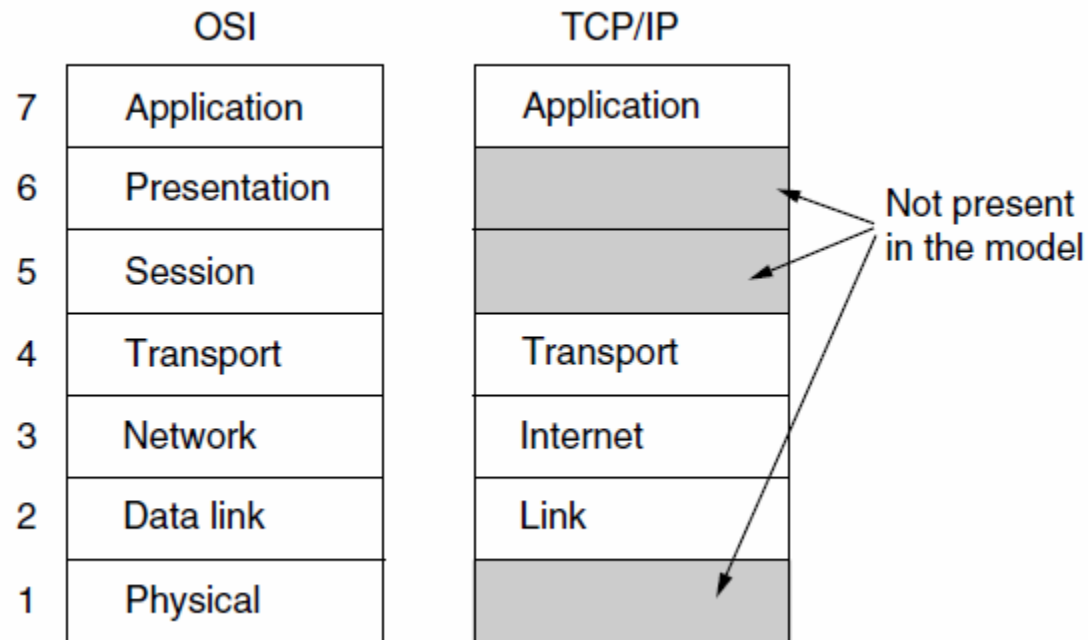 OSI TCP/IP
7 Application Application
6 Presentation
Not present
in the model
5 Session
4 Transport Transport
3 Network Internet
2 Data link Link
1 Physical